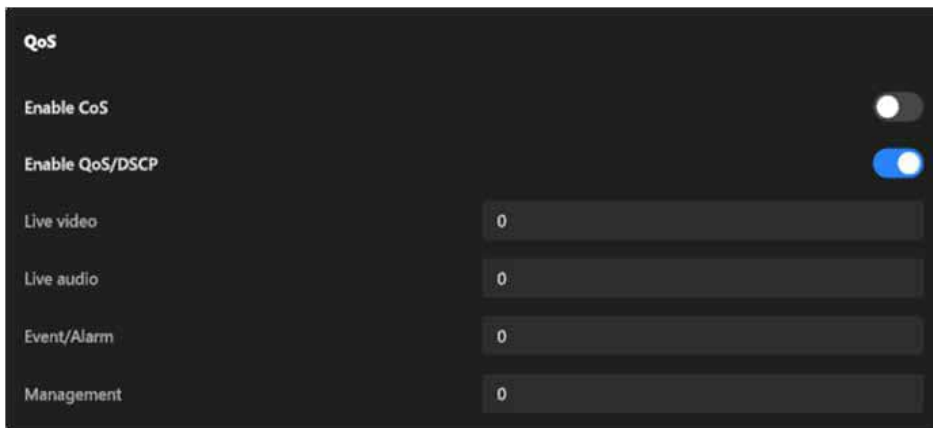 QoS
Enable CoS
Enable QoS/DSCP
Live video 0
Live audio 0
Event/Alarm 0
Management 0